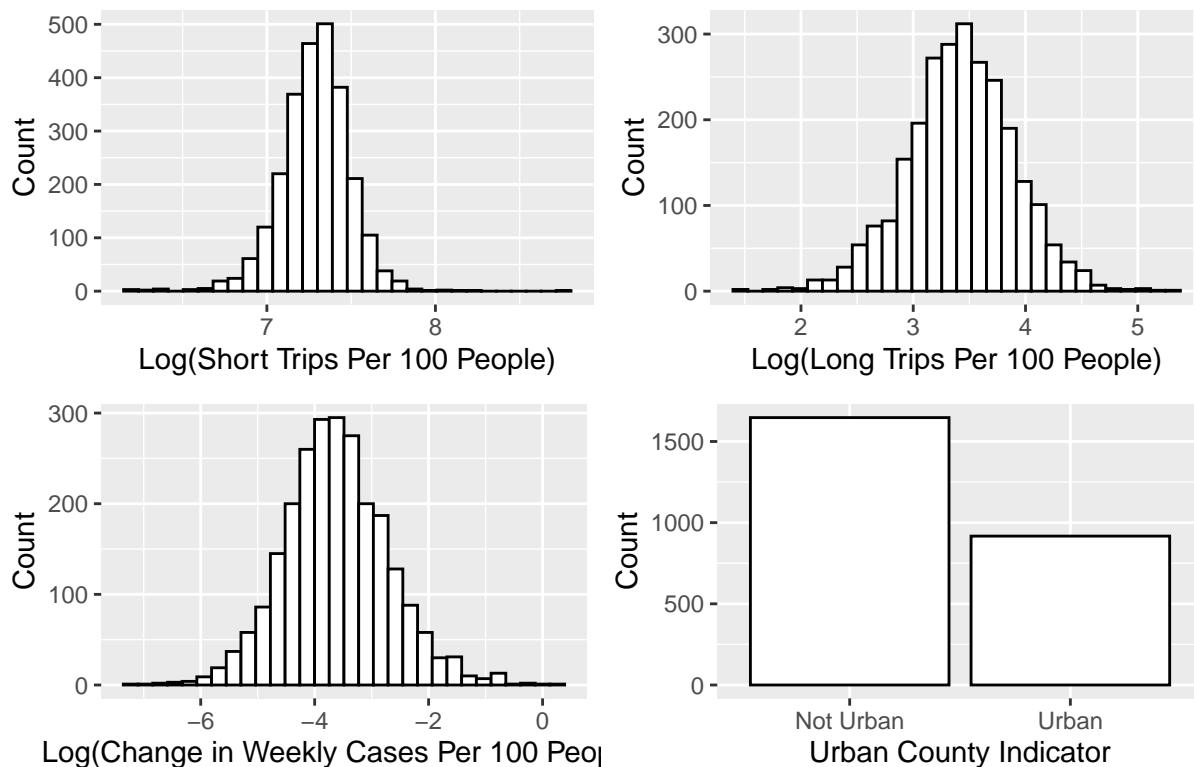 500
400
300
200
100
0
Count
7 8
Log(Short Trips Per 100 People)
300
200
100
0
Count
2 3 4 5
Log(Long Trips Per 100 People)
300
200
100
0
Count
−6 −4 −2 0
Log(Change in Weekly Cases Per 100 Peop
1500
1000
500
0
Count
Not Urban Urban
Urban County Indicator